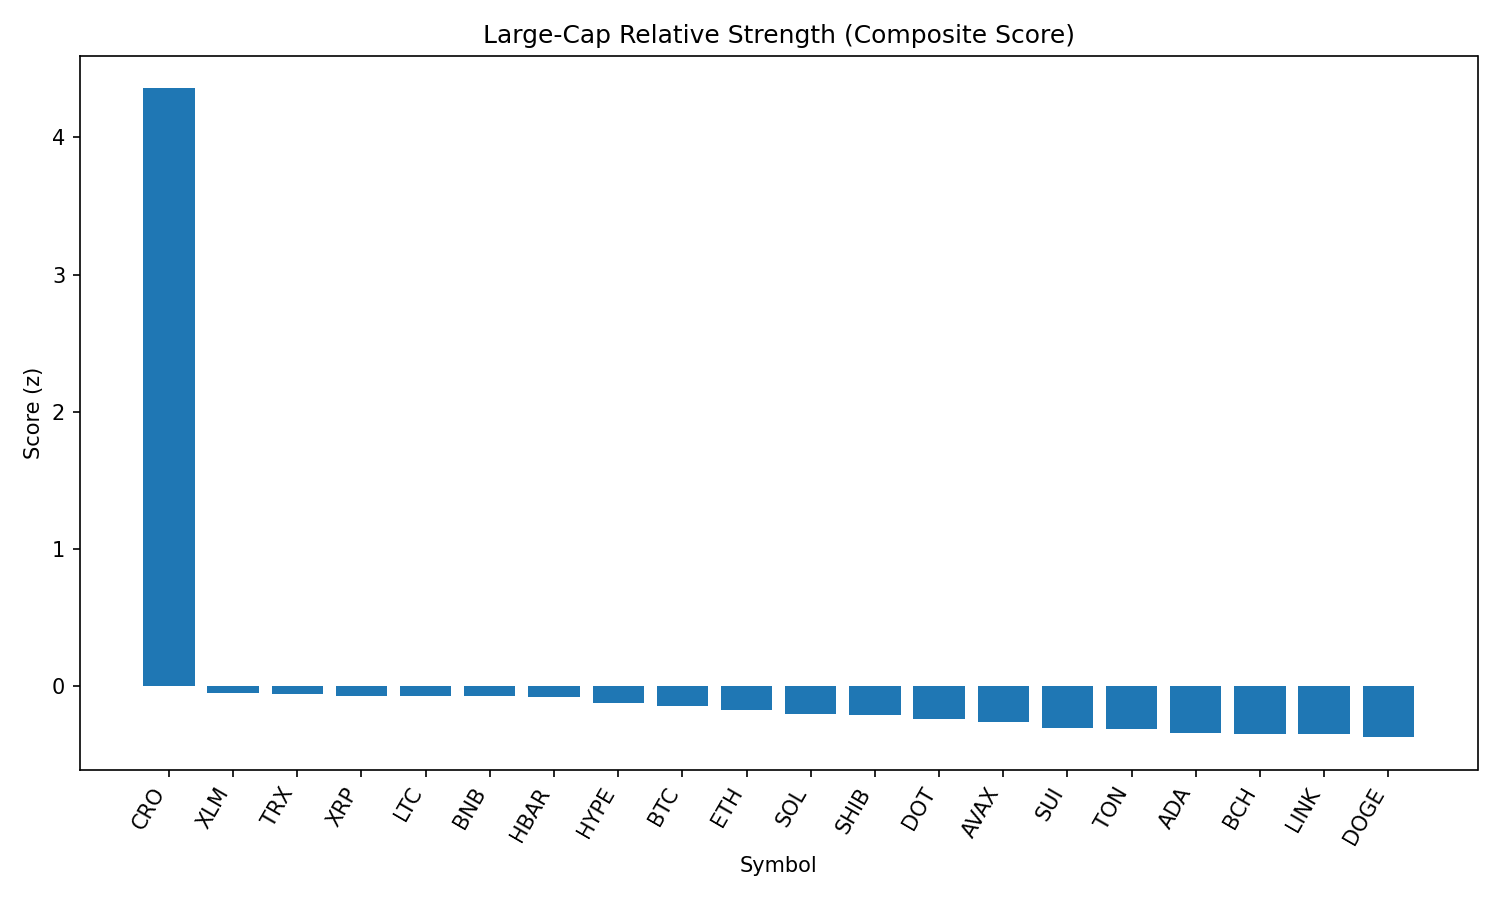 Large-Cap Relative Strength (Composite Score)
Score (z)
4
3
2
1
0
CRO
XLM
TRX
XRP
LTC
BNB
HBAR
HYPE
BTC
ETH
SOL
SHIB
DOT
AVAX
SUI
TON
ADA
BCH
LINK
DOGE
Symbol